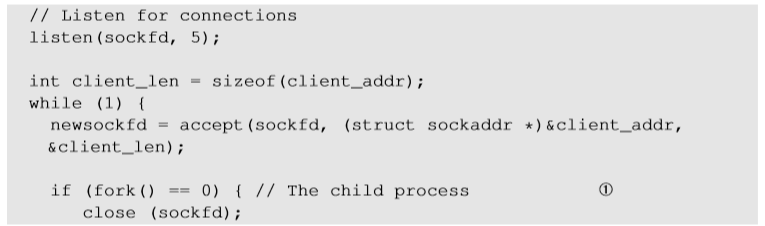 // Listen for connections
listen(sockfd, 5);
int client_len = sizeof(client_addr);
while (1) {
newsockfd = accept(sockfd, (struct sockaddr *)&client_addr,
&client_len);
if (fork() == 0) { // The child process ①
close (sockfd);